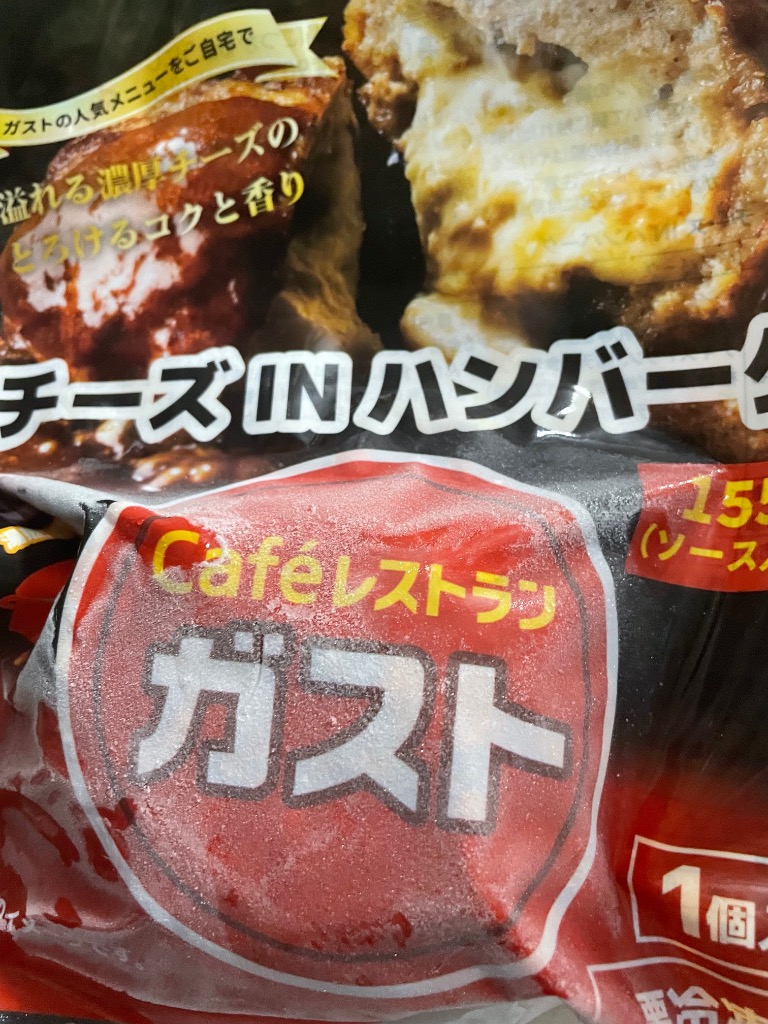 ガストの人気メニューをご自宅で
溢れる濃厚チーズの
とろけるコクと香り
チーズINハンバーグ
155
(ソース
Caféレストラン
ガスト
1個